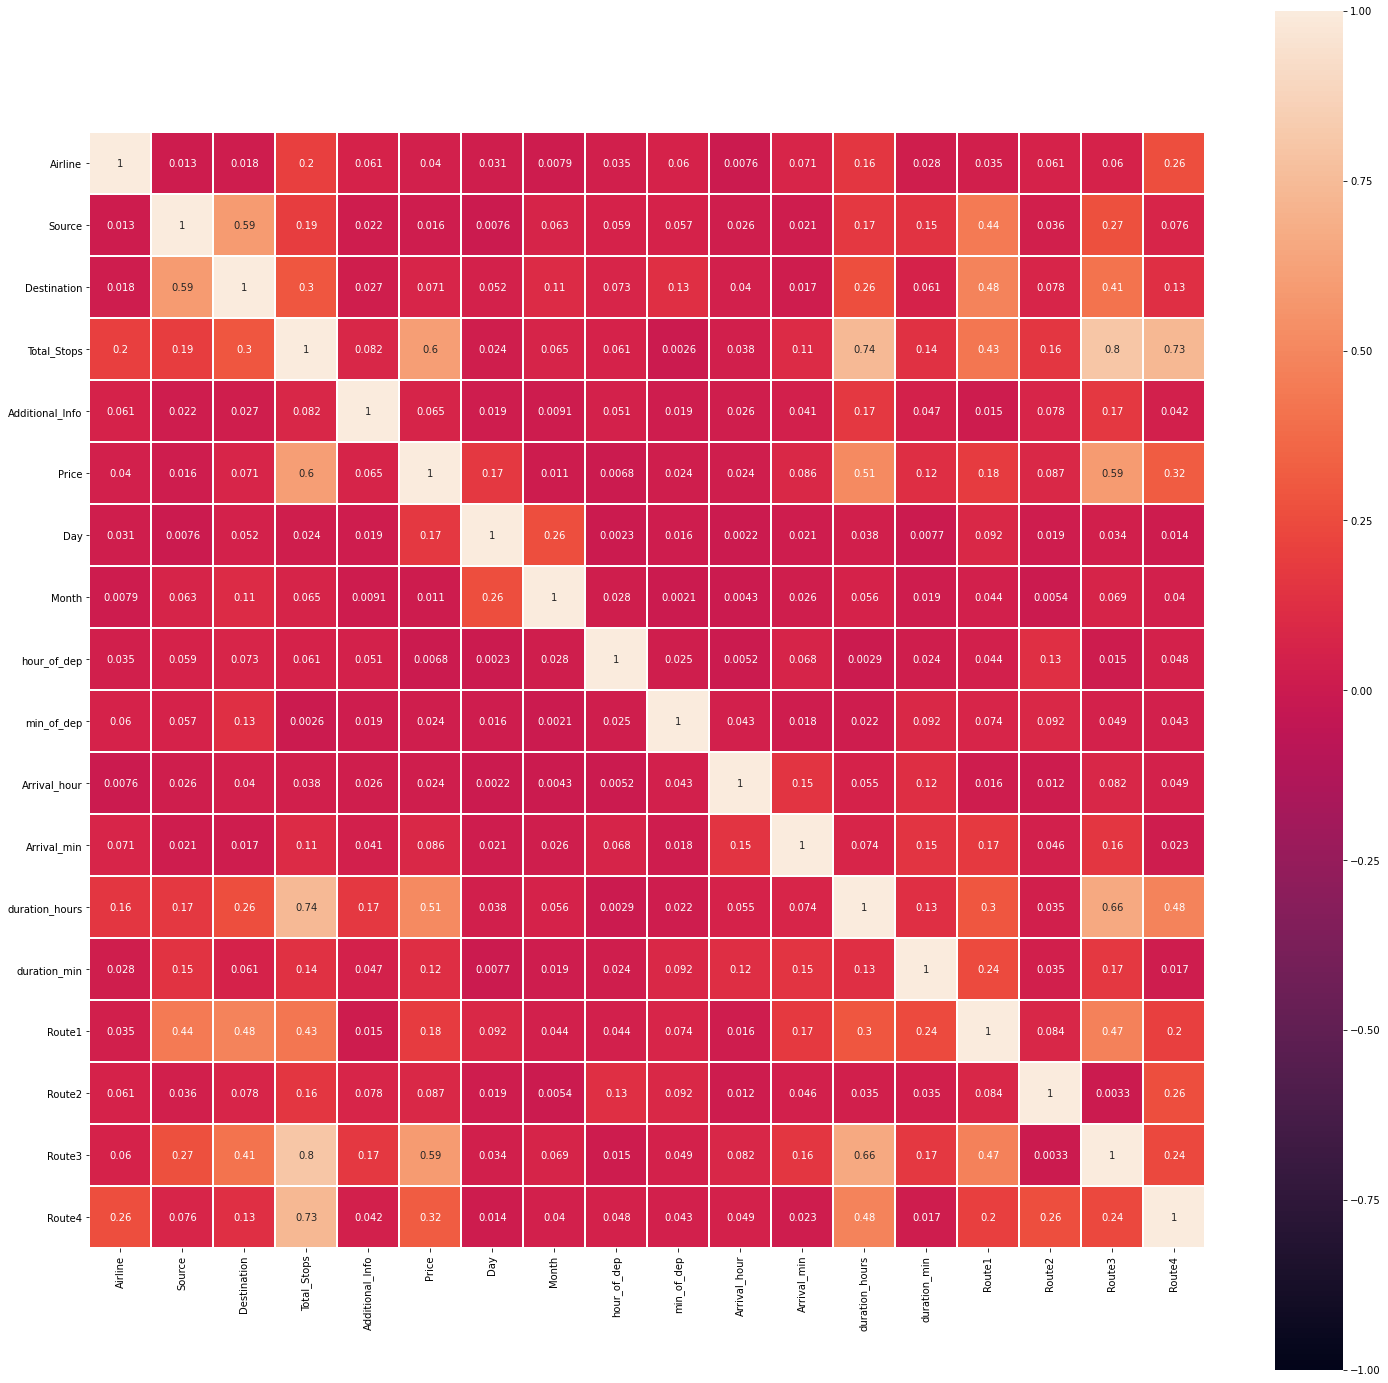 Airline 1 0.013 0.018 0.2 0.061 0.04 0.031 0.0079 0.035 0.06 0.0076 0.071 0.16 0.028 0.035 0.061 0.06 0.26
Source 0.013 1 0.59 0.19 0.022 0.016 0.0076 0.063 0.059 0.057 0.026 0.021 0.17 0.15 0.44 0.036 0.27 0.076
Destination 0.018 0.59 1 0.3 0.027 0.071 0.052 0.11 0.073 0.13 0.04 0.017 0.26 0.061 0.48 0.078 0.41 0.13
Total_Stops 0.2 0.19 0.3 1 0.082 0.6 0.024 0.065 0.061 0.0026 0.038 0.11 0.74 0.14 0.43 0.16 0.8 0.73
Additional_Info 0.061 0.022 0.027 0.082 1 0.065 0.019 0.0091 0.051 0.019 0.026 0.041 0.17 0.047 0.015 0.078 0.17 0.042
Price 0.04 0.016 0.071 0.6 0.065 1 0.17 0.011 0.0068 0.024 0.024 0.086 0.51 0.12 0.18 0.087 0.59 0.32
Day 0.031 0.0076 0.052 0.024 0.019 0.17 1 0.26 0.0023 0.016 0.0022 0.021 0.038 0.0077 0.092 0.019 0.034 0.014
Month 0.0079 0.063 0.11 0.065 0.0091 0.011 0.26 1 0.028 0.0021 0.0043 0.026 0.056 0.019 0.044 0.0054 0.069 0.04
hour_of_dep 0.035 0.059 0.073 0.061 0.051 0.0068 0.0023 0.028 1 0.025 0.0052 0.068 0.0029 0.024 0.044 0.13 0.015 0.048
min_of_dep 0.06 0.057 0.13 0.0026 0.019 0.024 0.016 0.0021 0.025 1 0.043 0.018 0.022 0.092 0.074 0.092 0.049 0.043
Arrival_hour 0.0076 0.026 0.04 0.038 0.026 0.024 0.0022 0.0043 0.0052 0.043 1 0.15 0.055 0.12 0.016 0.012 0.082 0.049
Arrival_min 0.071 0.021 0.017 0.11 0.041 0.086 0.021 0.026 0.068 0.018 0.15 1 0.074 0.15 0.17 0.046 0.16 0.023
duration_hours 0.16 0.17 0.26 0.74 0.17 0.51 0.038 0.056 0.0029 0.022 0.055 0.074 1 0.13 0.3 0.035 0.66 0.48
duration_min 0.028 0.15 0.061 0.14 0.047 0.12 0.0077 0.019 0.024 0.092 0.12 0.15 0.13 1 0.24 0.035 0.17 0.017
Route1 0.035 0.44 0.48 0.43 0.015 0.18 0.092 0.044 0.044 0.074 0.016 0.17 0.3 0.24 1 0.084 0.47 0.2
Route2 0.061 0.036 0.078 0.16 0.078 0.087 0.019 0.0054 0.13 0.092 0.012 0.046 0.035 0.035 0.084 1 0.0033 0.26
Route3 0.06 0.27 0.41 0.8 0.17 0.59 0.034 0.069 0.015 0.049 0.082 0.16 0.66 0.17 0.47 0.0033 1 0.24
Route4 0.26 0.076 0.13 0.73 0.042 0.32 0.014 0.04 0.048 0.043 0.049 0.023 0.48 0.017 0.2 0.26 0.24 1
Airline Source Destination Total_Stops Additional_Info Price Day Month hour_of_dep min_of_dep Arrival_hour Arrival_min duration_hours duration_min Route1 Route2 Route3 Route4
1.00
0.75
0.50
0.25
0.00
−0.25
−0.50
−0.75
−1.00